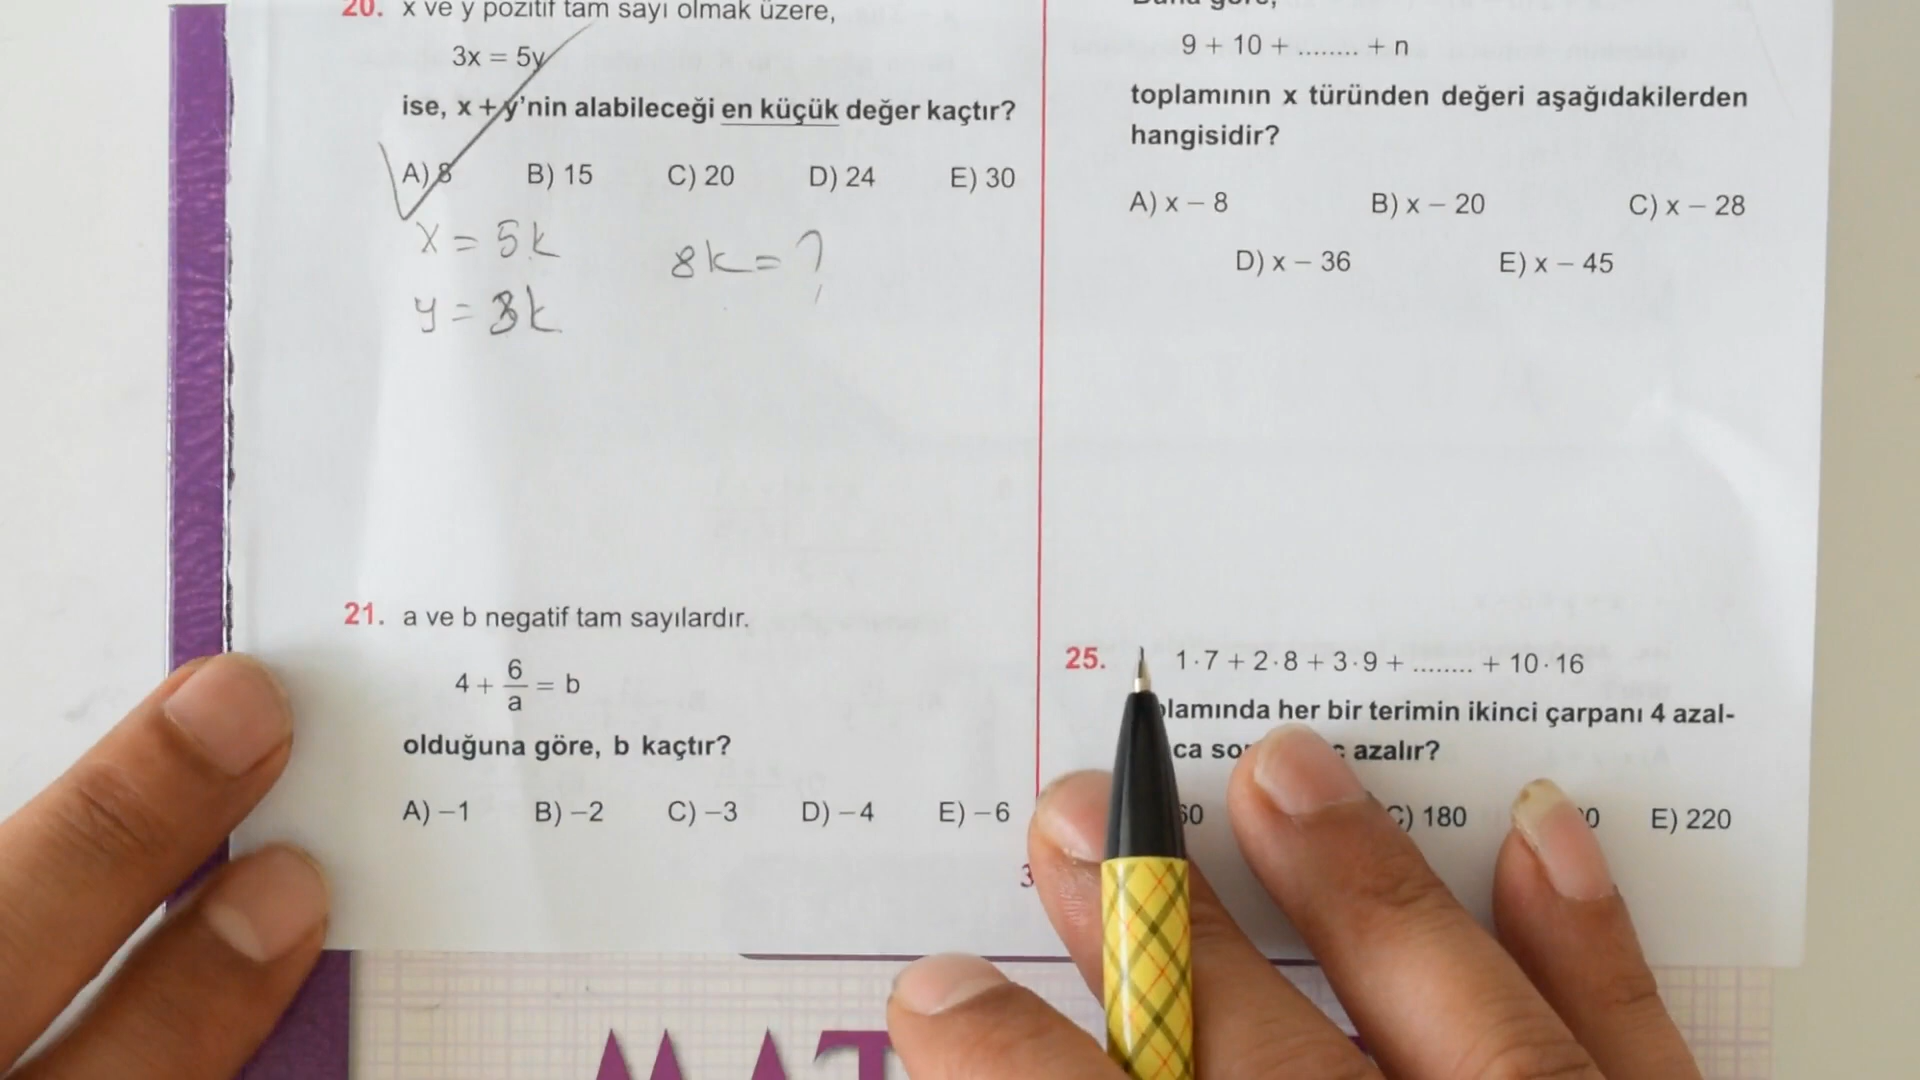 20. x ve y pozitif tam sayı olmak üzere,
3x = 5y
ise, x + y'nin alabileceği en küçük değer kaçtır?
A) 8 B) 15 C) 20 D) 24 E) 30
x = 5k
8k = ?
y = 3k
21. a ve b negatif tam sayılardır.
4 + 6/a = b
olduğuna göre, b kaçtır?
A) –1 B) –2 C) –3 D) –4 E) –6
9 + 10 + ........ + n
toplamının x türünden değeri aşağıdakilerden
hangisidir?
A) x – 8 B) x – 20 C) x – 28
D) x – 36 E) x – 45
25. 1·7 + 2·8 + 3·9 + ........ + 10·16
her bir terimin ikinci çarpanı 4 azal-
azalır?
C) 180 E) 220
3